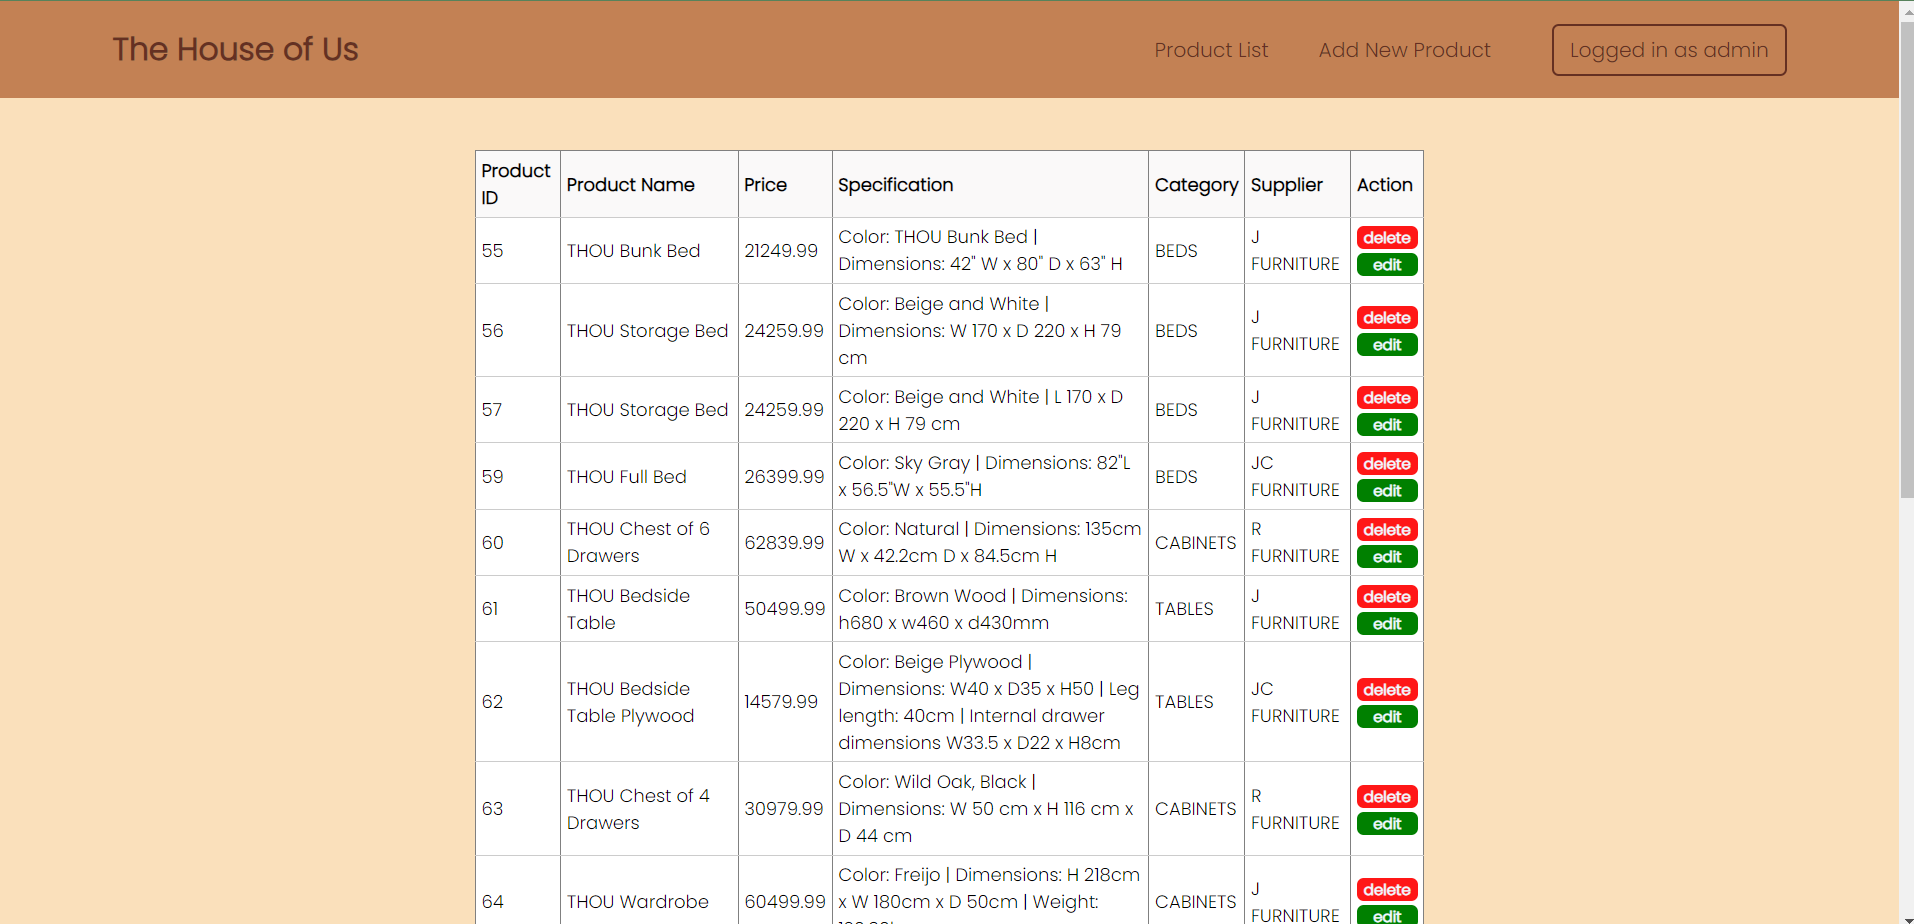 The House of Us
Product List
Add New Product
Logged in as admin
Product ID
Product Name
Price
Specification
Category
Supplier
Action
55
THOU Bunk Bed
21249.99
Color: THOU Bunk Bed |
Dimensions: 42" W x 80" D x 63" H
BEDS
J
FURNITURE
delete
edit
56
THOU Storage Bed
24259.99
Color: Beige and White |
Dimensions: W 170 x D 220 x H 79
cm
BEDS
J
FURNITURE
delete
edit
57
THOU Storage Bed
24259.99
Color: Beige and White | L 170 x D
220 x H 79 cm
BEDS
J
FURNITURE
delete
edit
59
THOU Full Bed
26399.99
Color: Sky Gray | Dimensions: 82"L
x 56.5"W x 55.5"H
BEDS
JC
FURNITURE
delete
edit
60
THOU Chest of 6
Drawers
62839.99
Color: Natural | Dimensions: 135cm
W x 42.2cm D x 84.5cm H
CABINETS
R
FURNITURE
delete
edit
61
THOU Bedside
Table
50499.99
Color: Brown Wood | Dimensions:
h680 x w460 x d430mm
TABLES
J
FURNITURE
delete
edit
62
THOU Bedside
Table Plywood
14579.99
Color: Beige Plywood |
Dimensions: W40 x D35 x H50 | Leg
length: 40cm | Internal drawer
dimensions W33.5 x D22 x H8cm
TABLES
JC
FURNITURE
delete
edit
63
THOU Chest of 4
Drawers
30979.99
Color: Wild Oak, Black |
Dimensions: W 50 cm x H 116 cm x
D 44 cm
CABINETS
R
FURNITURE
delete
edit
64
THOU Wardrobe
60499.99
Color: Freijo | Dimensions: H 218cm
x W 180cm x D 50cm | Weight:
CABINETS
J
FURNITURE
delete
edit